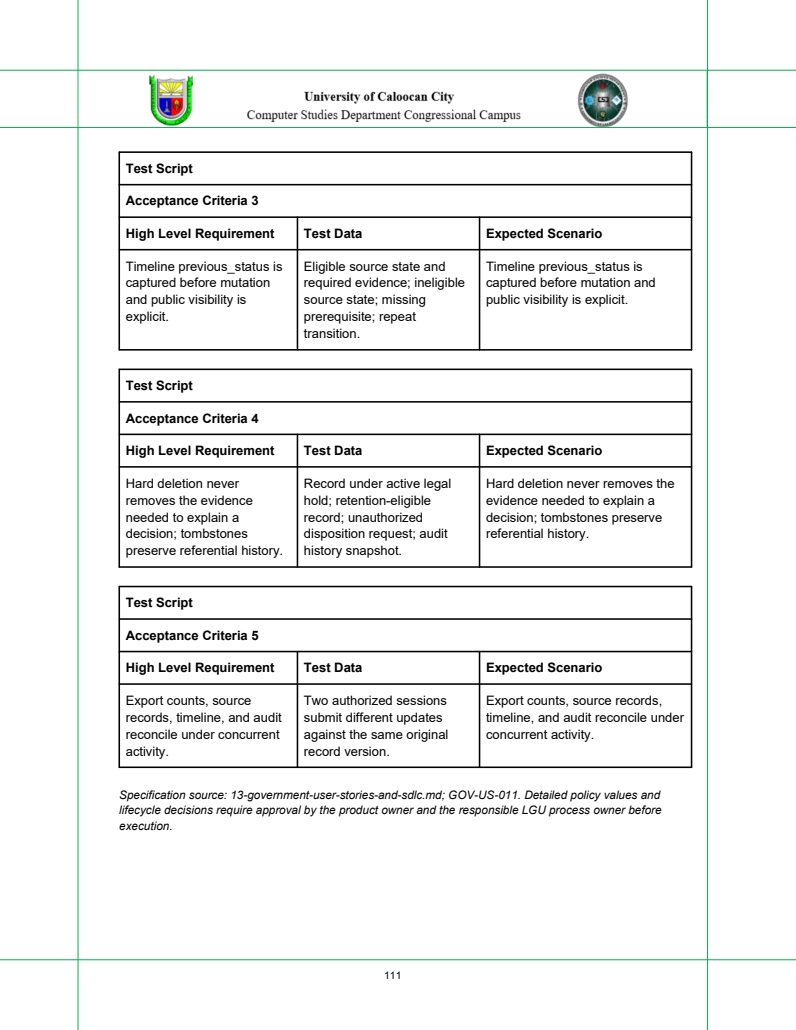 University of Caloocan City
Computer Studies Department Congressional Campus
Test Script
Acceptance Criteria 3
High Level Requirement
Test Data
Expected Scenario
Timeline previous_status is
captured before mutation
and public visibility is
explicit.
Eligible source state and
required evidence; ineligible
source state; missing
prerequisite; repeat
transition.
Timeline previous_status is
captured before mutation and
public visibility is explicit.
Test Script
Acceptance Criteria 4
High Level Requirement
Test Data
Expected Scenario
Hard deletion never
removes the evidence
needed to explain a
decision; tombstones
preserve referential history.
Record under active legal
hold; retention-eligible
record; unauthorized
disposition request; audit
history snapshot.
Hard deletion never removes the
evidence needed to explain a
decision; tombstones preserve
referential history.
Test Script
Acceptance Criteria 5
High Level Requirement
Test Data
Expected Scenario
Export counts, source
records, timeline, and audit
reconcile under concurrent
activity.
Two authorized sessions
submit different updates
against the same original
record version.
Export counts, source records,
timeline, and audit reconcile under
concurrent activity.
Specification source: 13-government-user-stories-and-sdlc.md; GOV-US-011. Detailed policy values and
lifecycle decisions require approval by the product owner and the responsible LGU process owner before
execution.
111